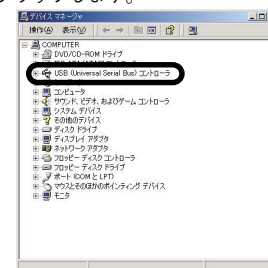 クリックします。
デバイス マネージャ
操作(A) 表示(V)
COMPUTER
DVD/CD-ROM ドライブ
USB (Universal Serial Bus) コントローラ
コンピュータ
サウンド、ビデオ、およびゲーム コントローラ
システム デバイス
その他のデバイス
ディスク ドライブ
ディスプレイ アダプタ
ネットワーク アダプタ
フロッピー ディスク コントローラ
フロッピー ディスク ドライブ
ポート (COM と LPT)
マウスとそのほかのポインティング デバイス
モニタ